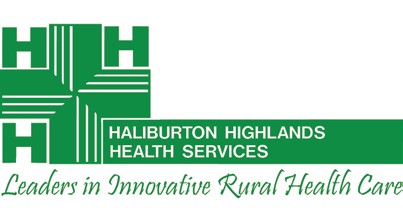 H H
H
HALIBURTON HIGHLANDS
HEALTH SERVICES
Leaders in Innovative Rural Health Care